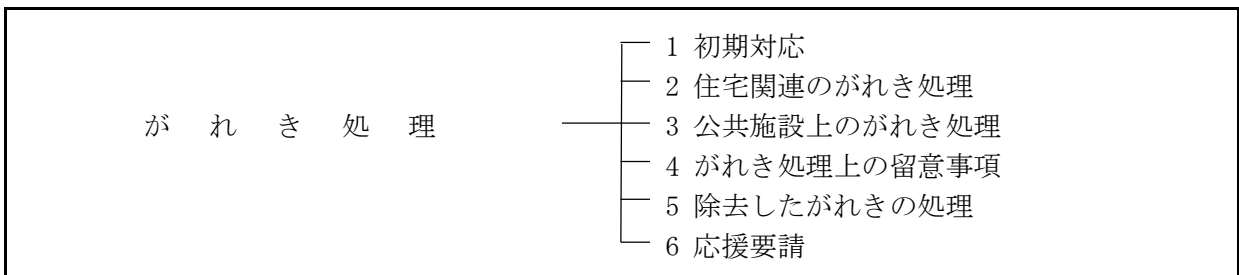 がれき処理
1 初期対応
2 住宅関連のがれき処理
3 公共施設上のがれき処理
4 がれき処理上の留意事項
5 除去したがれきの処理
6 応援要請